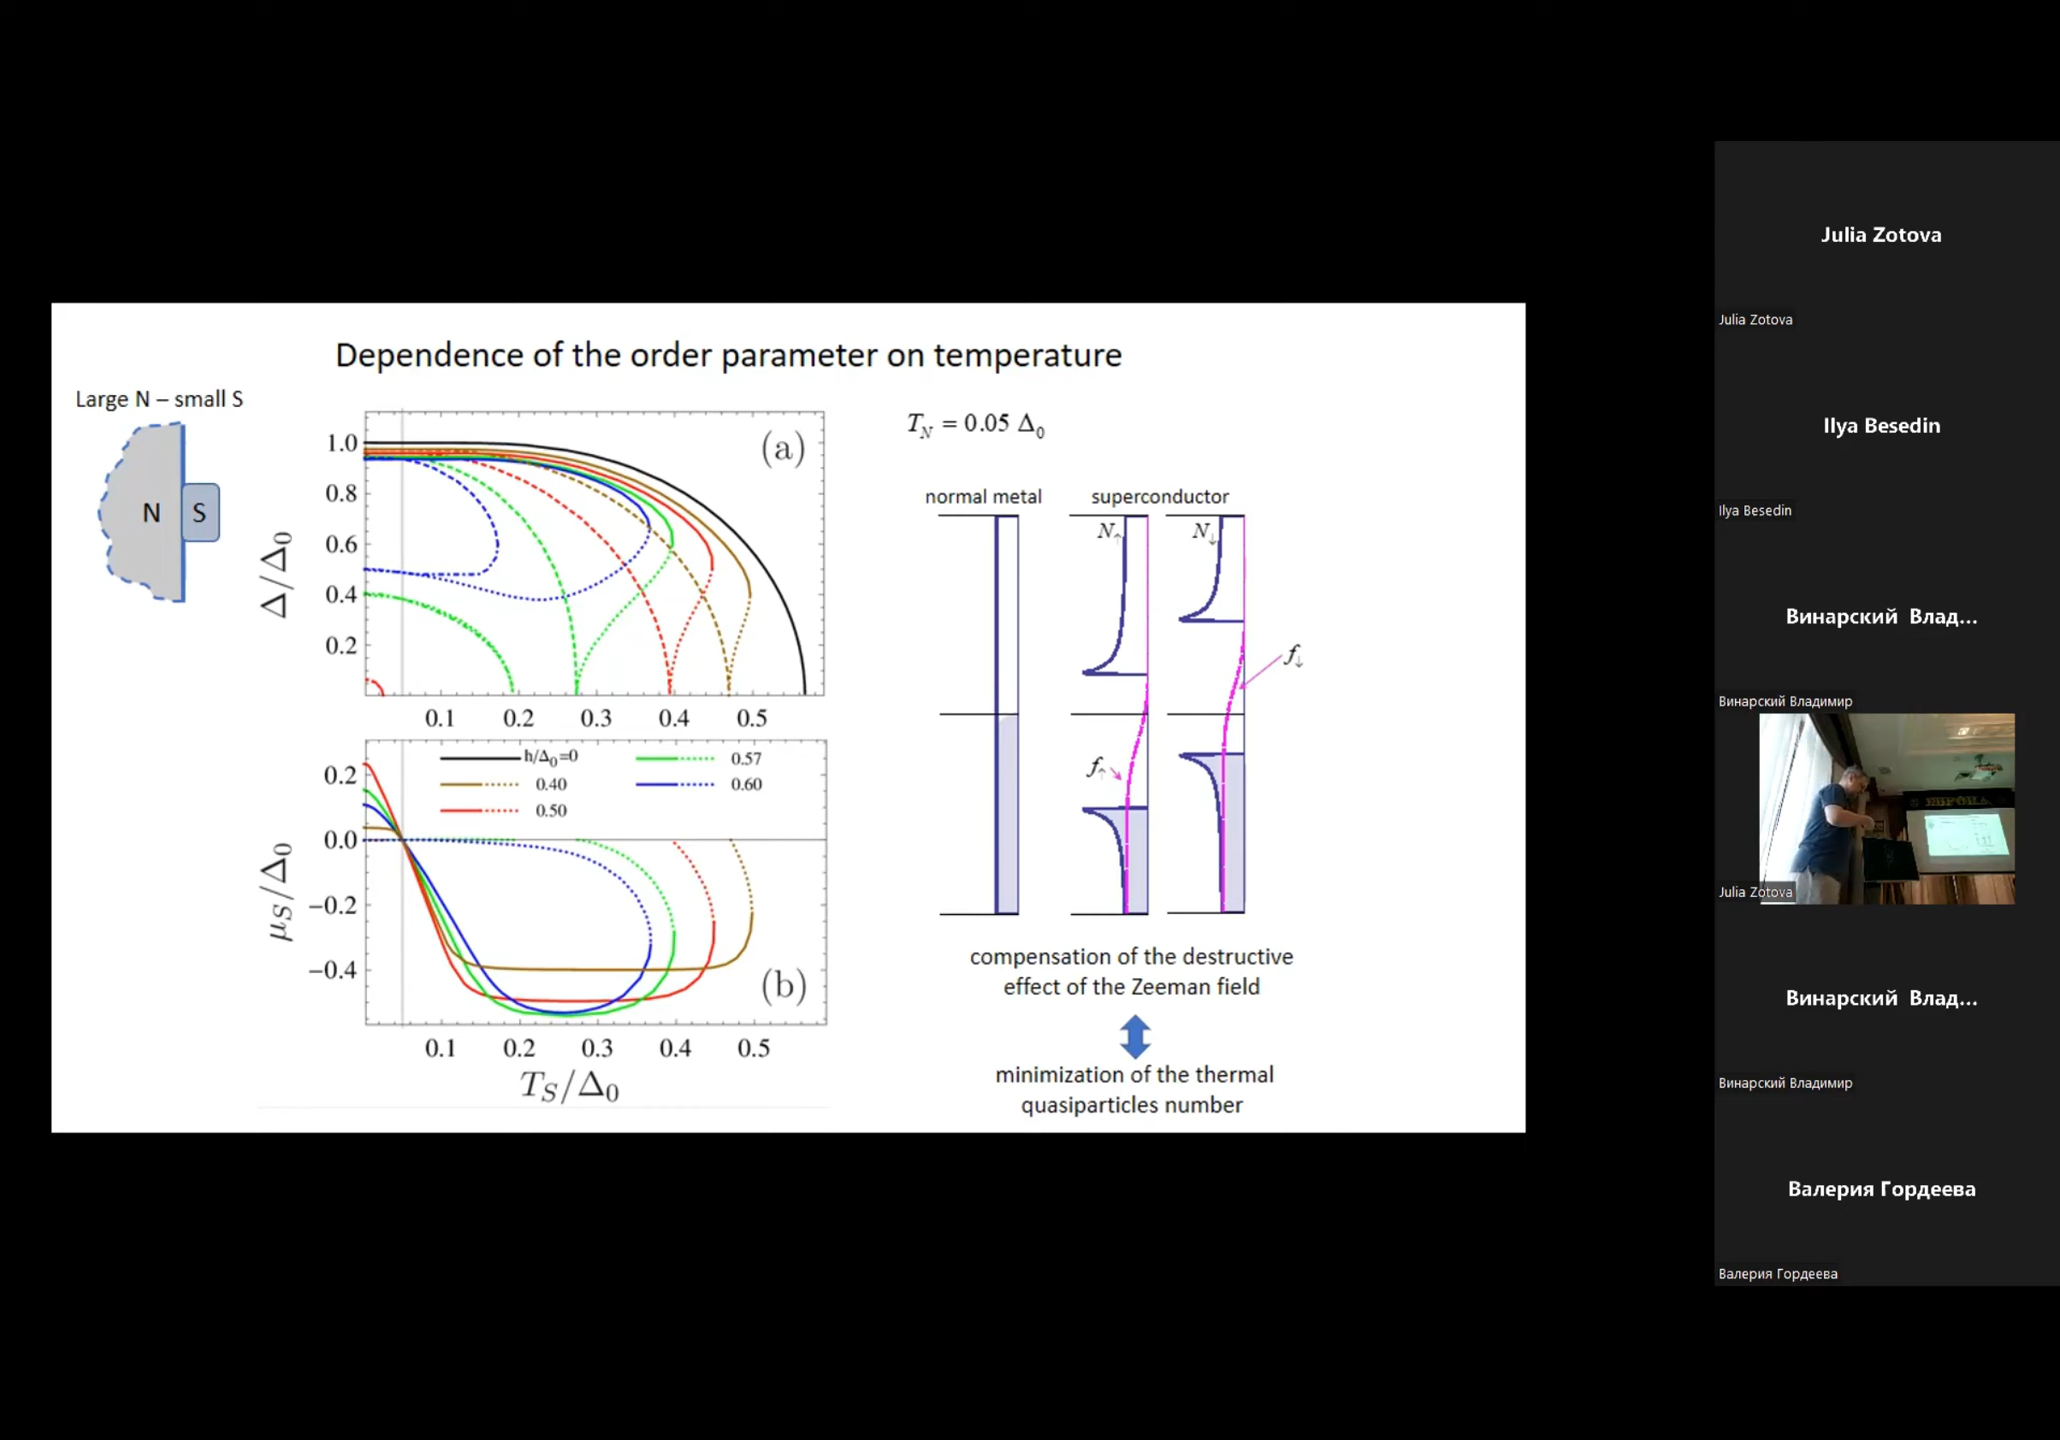 Dependence of the order parameter on temperature
Large N – small S
N
S
(a)
1.0
0.8
0.6
0.4
0.2
Δ/Δ0
0.1 0.2 0.3 0.4 0.5
h/Δ0=0
0.40
0.50
0.57
0.60
0.2
0.0
−0.2
−0.4
μS/Δ0
(b)
0.1 0.2 0.3 0.4 0.5
TS/Δ0
TN = 0.05 Δ0
normal metal superconductor
N↑ N↓
f↓
f↑
compensation of the destructive
effect of the Zeeman field
minimization of the thermal
quasiparticles number
Julia Zotova
Julia Zotova
Ilya Besedin
Ilya Besedin
Винарский Влад...
Винарский Владимир
ЕВРОПА
Julia Zotova
Винарский Влад...
Винарский Владимир
Валерия Гордеева
Валерия Гордеева